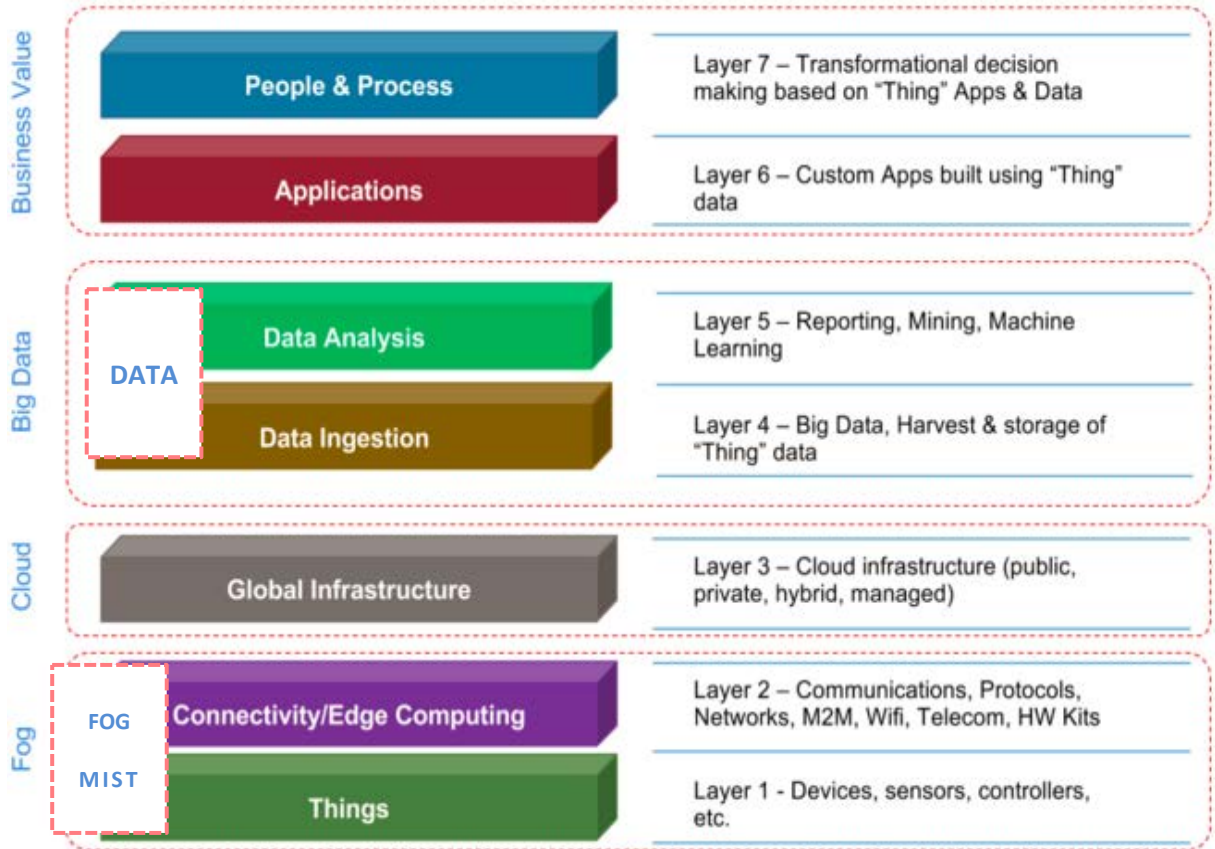 Business Value
People & Process
Layer 7 – Transformational decision
making based on “Thing” Apps & Data
Applications
Layer 6 – Custom Apps built using “Thing”
data
Big Data
DATA
Data Analysis
Layer 5 – Reporting, Mining, Machine
Learning
Data Ingestion
Layer 4 – Big Data, Harvest & storage of
“Thing” data
Cloud
Global Infrastructure
Layer 3 – Cloud infrastructure (public,
private, hybrid, managed)
Fog
FOG
MIST
Connectivity/Edge Computing
Layer 2 – Communications, Protocols,
Networks, M2M, Wifi, Telecom, HW Kits
Things
Layer 1 - Devices, sensors, controllers,
etc.